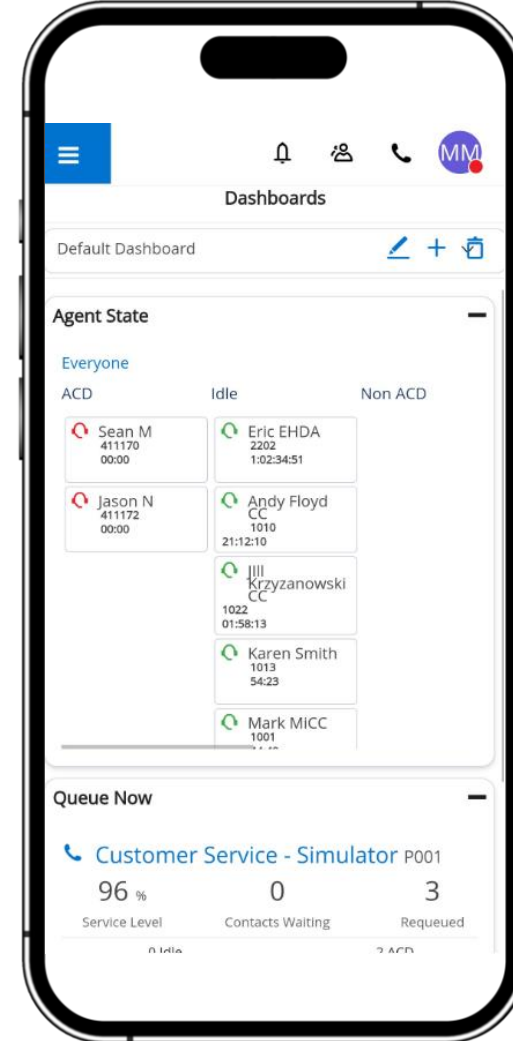 MM
Dashboards
Default Dashboard
Agent State
Everyone
ACD Idle Non ACD
Sean M
411170
00:00
Jason N
411172
00:00
Eric EHDA
2202
1:02:34:51
Andy Floyd
CC
1010
21:12:10
Krzyzanowski
CC
1022
01:58:13
Karen Smith
1013
54:23
Mark MiCC
1001
Queue Now
Customer Service - Simulator P001
96 % 0 3
Service Level Contacts Waiting Requeued
0 Idle